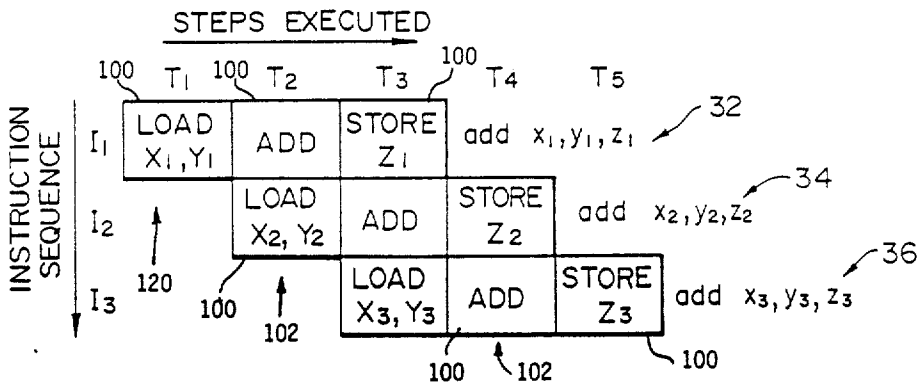 STEPS EXECUTED
100 T1 100 T2 T3 100 T4 T5
INSTRUCTION SEQUENCE
I1 LOAD X1, Y1 ADD STORE Z1 add x1, y1, z1 32
I2 LOAD X2, Y2 ADD STORE Z2 add x2, y2, z2 34
I3 LOAD X3, Y3 ADD STORE Z3 add x3, y3, z3 36
120 100 102 100 102 100